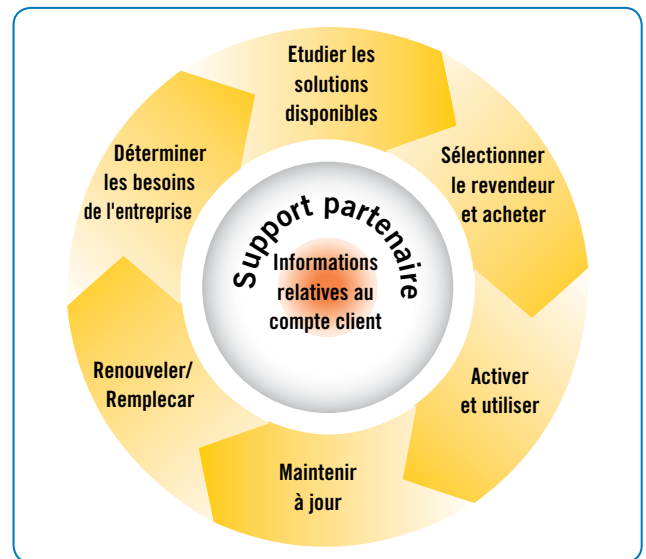 Etudier les
solutions
disponibles
Sélectionner
le revendeur
et acheter
Activer
et utiliser
Maintenir
à jour
Renouveler/
Remplecar
Déterminer
les besoins
de l'entreprise
Support partenaire
Informations
relatives au
compte client